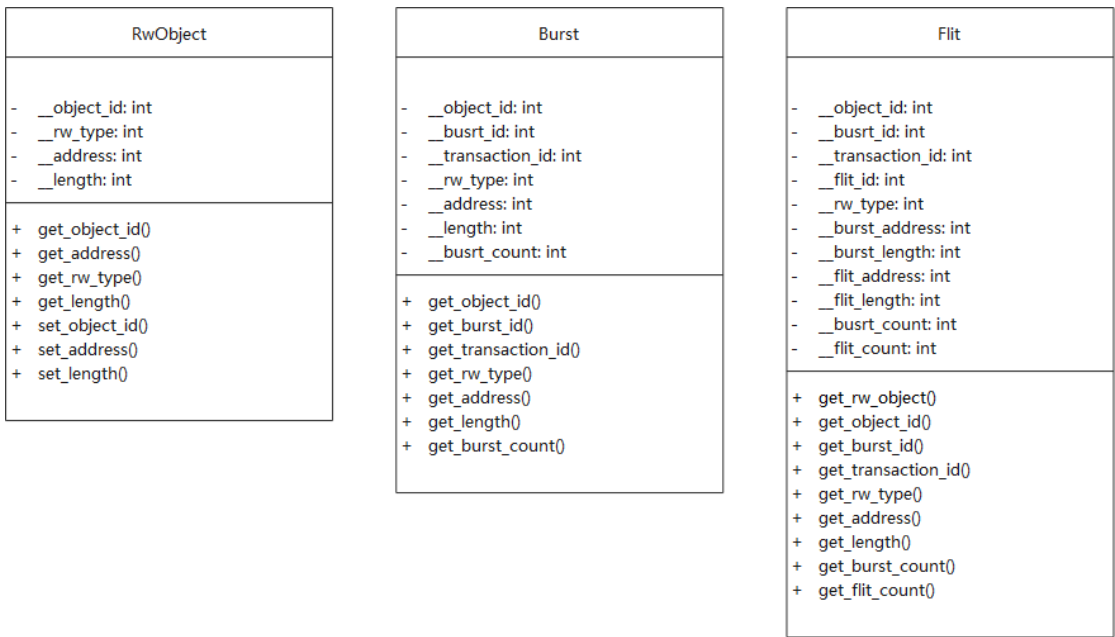 RwObject
- __object_id: int
- __rw_type: int
- __address: int
- __length: int
+ get_object_id()
+ get_address()
+ get_rw_type()
+ get_length()
+ set_object_id()
+ set_address()
+ set_length()
Burst
- __object_id: int
- __busrt_id: int
- __transaction_id: int
- __rw_type: int
- __address: int
- __length: int
- __busrt_count: int
+ get_object_id()
+ get_burst_id()
+ get_transaction_id()
+ get_rw_type()
+ get_address()
+ get_length()
+ get_burst_count()
Flit
- __object_id: int
- __busrt_id: int
- __transaction_id: int
- __flit_id: int
- __rw_type: int
- __burst_address: int
- __burst_length: int
- __flit_address: int
- __flit_length: int
- __busrt_count: int
- __flit_count: int
+ get_rw_object()
+ get_object_id()
+ get_burst_id()
+ get_transaction_id()
+ get_rw_type()
+ get_address()
+ get_length()
+ get_burst_count()
+ get_flit_count()